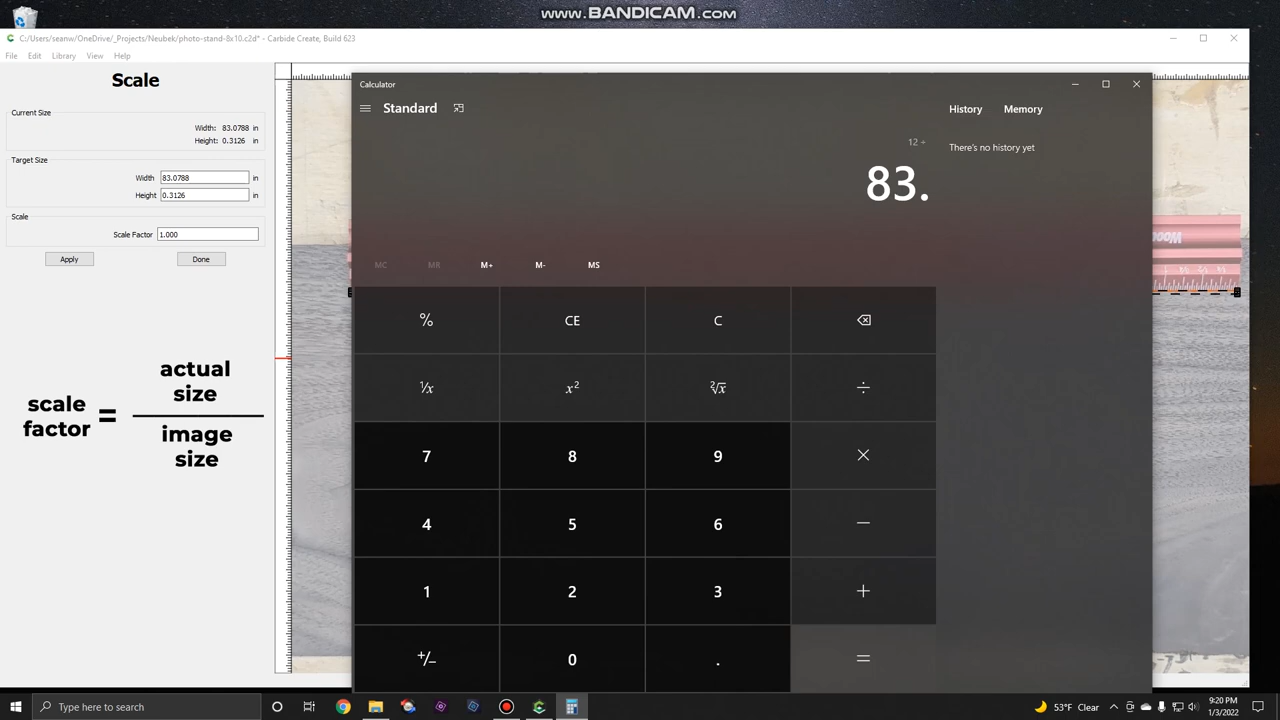 www.BANDICAM.com
C:/Users/seanw/OneDrive/_Projects/Neubek/photo-stand-8x10.c2d* - Carbide Create, Build 623
File Edit Library View Help
Scale
Current Size
Width: 83.0788 in
Height: 0.3126 in
Target Size
Width 83.0788 in
Height 0.3126 in
Scale
Scale Factor 1.000
Apply Done
scale factor = actual size / image size
Calculator
Standard
History Memory
There's no history yet
12 ÷
83.
MC MR M+ M- MS
% CE C
¹⁄x x² ²√x ÷
7 8 9 ×
4 5 6 −
1 2 3 +
+/− 0 . =
Type here to search
53°F Clear
9:20 PM
1/3/2022